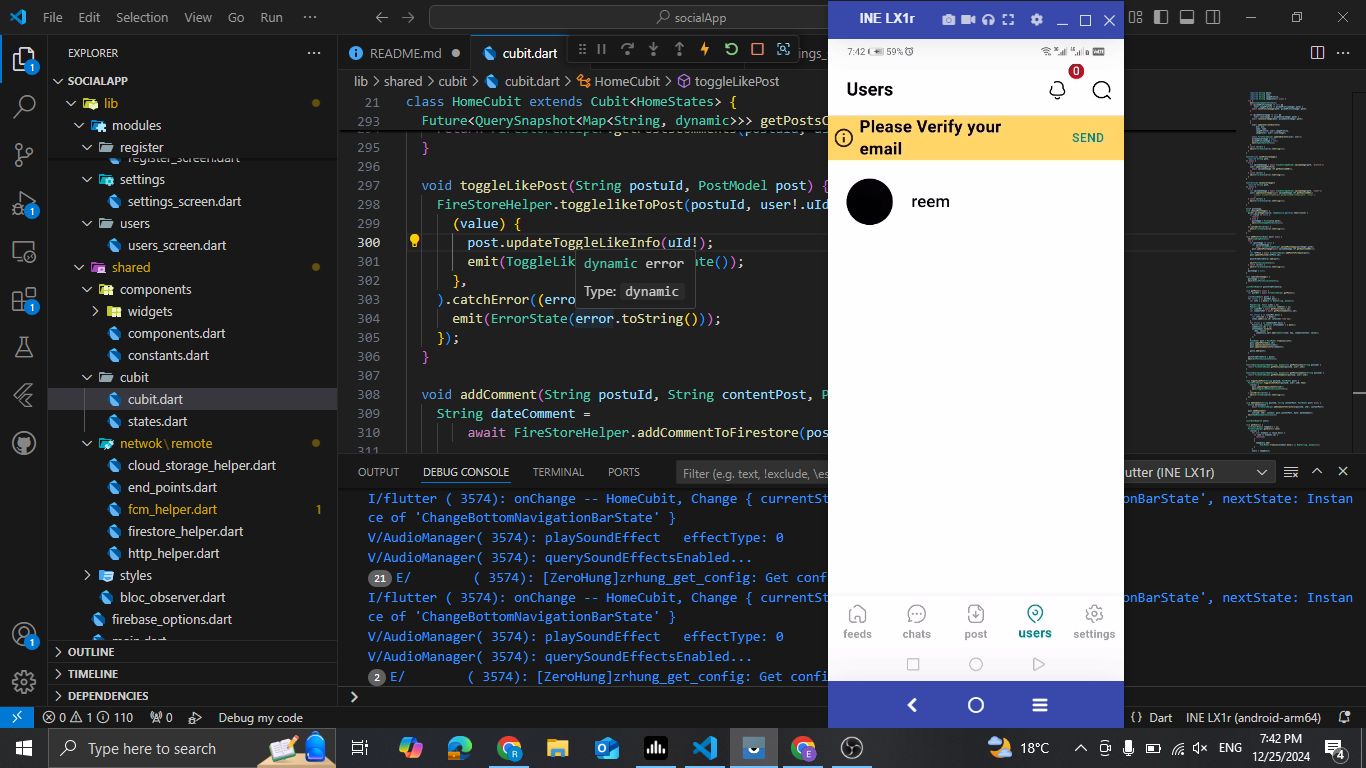 File Edit Selection View Go Run ···
socialApp
INE LX1r
EXPLORER
SOCIALAPP
lib
modules
register
register_screen.dart
settings
settings_screen.dart
users
users_screen.dart
shared
components
widgets
components.dart
constants.dart
cubit
cubit.dart
states.dart
netwok\remote
cloud_storage_helper.dart
end_points.dart
fcm_helper.dart 1
firestore_helper.dart
http_helper.dart
styles
bloc_observer.dart
firebase_options.dart
main.dart
OUTLINE
TIMELINE
DEPENDENCIES
README.md
cubit.dart
lib > shared > cubit > cubit.dart > HomeCubit > toggleLikePost
21 class HomeCubit extends Cubit<HomeStates> {
293 Future<QuerySnapshot<Map<String, dynamic>>> getPostsC
295 }
296
297 void toggleLikePost(String postuId, PostModel post) {
298 FireStoreHelper.togglelikeToPost(postuId, user!.uId
299 (value) {
300 post.updateToggleLikeInfo(uId!);
301 emit(ToggleLik ate());
302 },
303 ).catchError((erro
304 emit(ErrorState(error.toString()));
305 });
306 }
307
308 void addComment(String postuId, String contentPost, P
309 String dateComment =
310 await FireStoreHelper.addCommentToFirestore(pos
311
dynamic error
Type: dynamic
OUTPUT DEBUG CONSOLE TERMINAL PORTS
Filter (e.g. text, !exclude, \es
utter (INE LX1r)
I/flutter ( 3574): onChange -- HomeCubit, Change { currentSt onBarState', nextState: Instan
ce of 'ChangeBottomNavigationBarState' }
V/AudioManager( 3574): playSoundEffect effectType: 0
V/AudioManager( 3574): querySoundEffectsEnabled...
21 E/ ( 3574): [ZeroHung]zrhung_get_config: Get conf
I/flutter ( 3574): onChange -- HomeCubit, Change { currentSt onBarState', nextState: Instan
ce of 'ChangeBottomNavigationBarState' }
V/AudioManager( 3574): playSoundEffect effectType: 0
V/AudioManager( 3574): querySoundEffectsEnabled...
2 E/ ( 3574): [ZeroHung]zrhung_get_config: Get confi
7:42 59%
Users
0
Please Verify your
email
SEND
reem
feeds chats post users settings
0 1 110 0 Debug my code
{ } Dart INE LX1r (android-arm64)
Type here to search
18°C
ENG
7:42 PM
12/25/2024
4